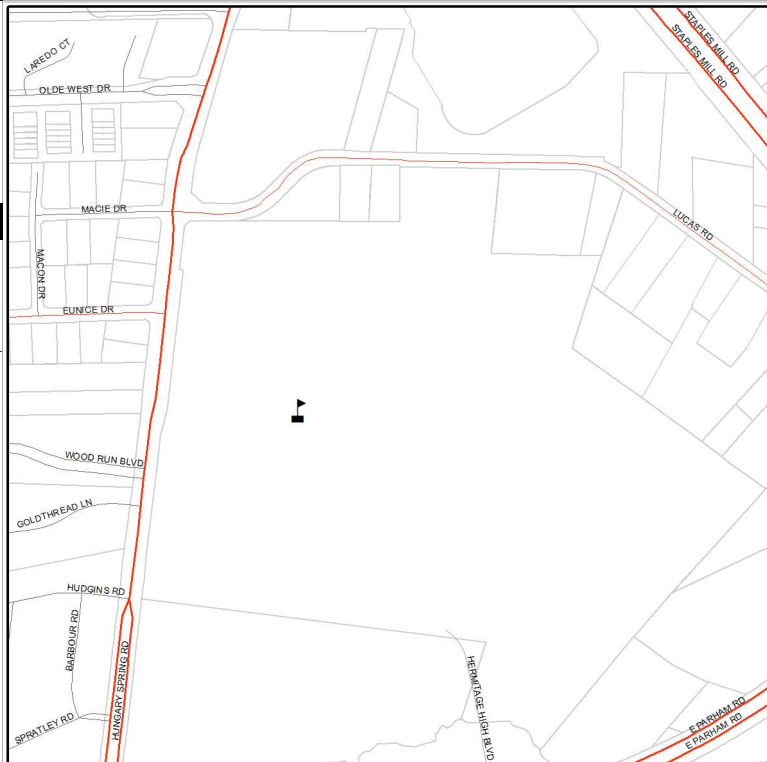 STAPLES MILL RD
STAPLES MILL RD
LAREDO CT
OLDE WEST DR
MACIE DR
LUCAS RD
MACON DR
EUNICE DR
WOOD RUN BLVD
GOLDTHREAD LN
HUDGINS RD
BARBOUR RD
HUNGARY SPRING RD
HERMITAGE HIGH BLVD
SPRATLEY RD
E PARHAM RD
E PARHAM RD